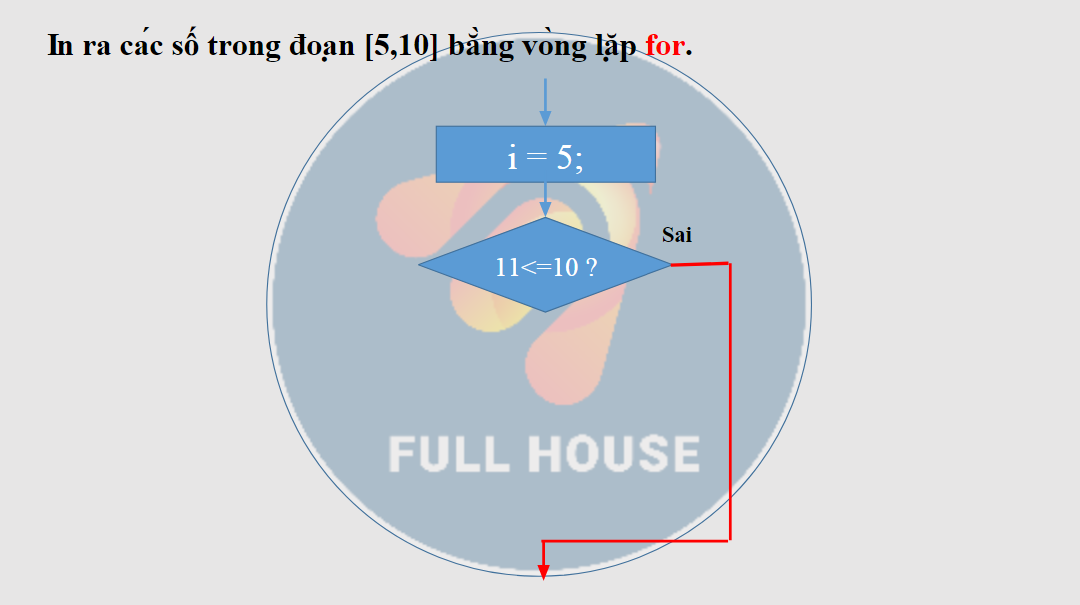 In ra các số trong đoạn [5,10] bằng vòng lặp for.
i = 5;
Sai
11<=10 ?
FULL HOUSE